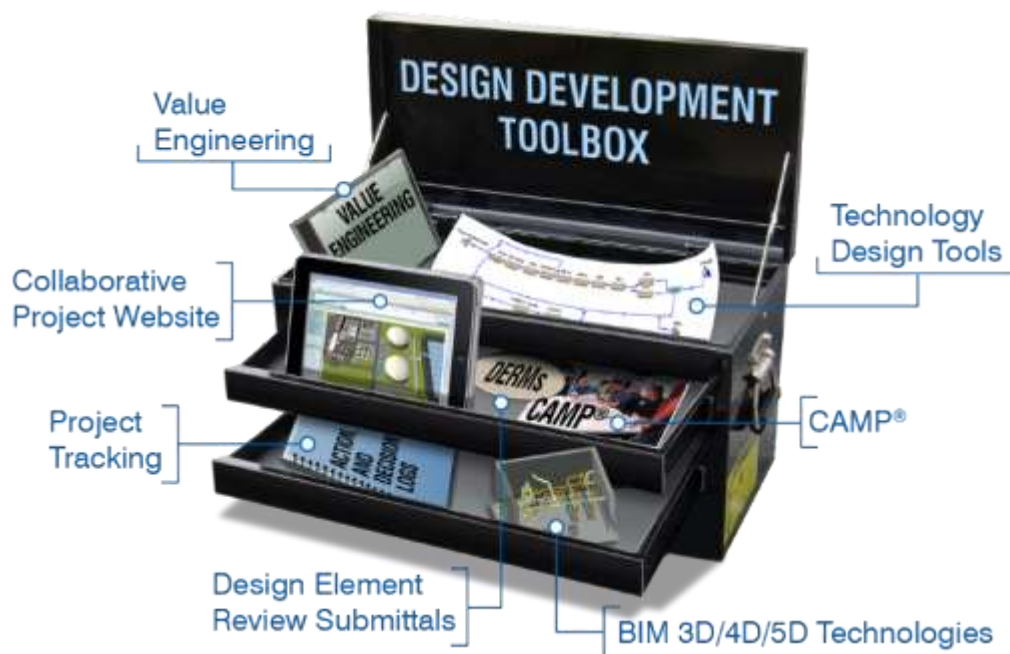 DESIGN DEVELOPMENT
TOOLBOX
Value
Engineering
VALUE
ENGINEERING
Technology
Design Tools
Collaborative
Project Website
DERMs
CAMP®
CAMP®
Project
Tracking
ACTION
AND
DECISION
LOGS
Design Element
Review Submittals
BIM 3D/4D/5D Technologies